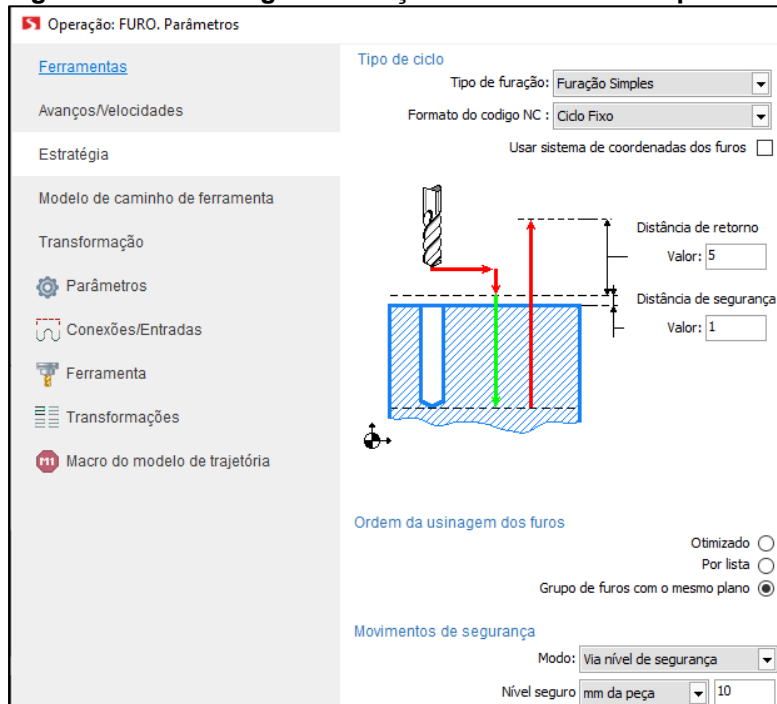 Operação: FURO. Parâmetros
Ferramentas
Avanços/Velocidades
Estratégia
Modelo de caminho de ferramenta
Transformação
Parâmetros
Conexões/Entradas
Ferramenta
Transformações
M1 Macro do modelo de trajetória
Tipo de ciclo
Tipo de furação: Furação Simples
Formato do codigo NC : Ciclo Fixo
Usar sistema de coordenadas dos furos
Distância de retorno
Valor: 5
Distância de segurança
Valor: 1
Ordem da usinagem dos furos
Otimizado
Por lista
Grupo de furos com o mesmo plano
Movimentos de segurança
Modo: Via nível de segurança
Nível seguro mm da peça 10